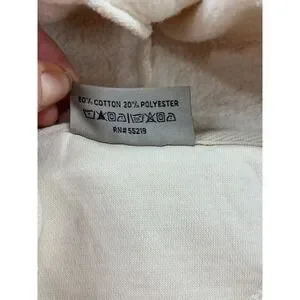 80% COTTON 20% POLYESTER
RN# 55219